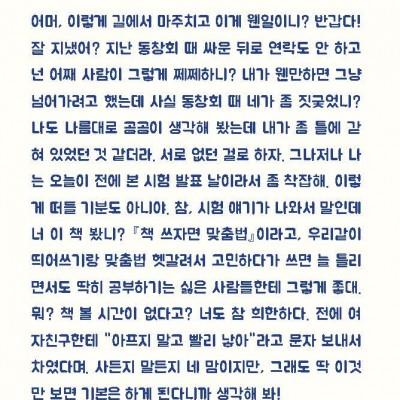 어머, 이렇게 길에서 마주치고 이게 웬일이니? 반갑다!
잘 지냈어? 지난 동창회 때 싸운 뒤로 연락도 안 하고
넌 어째 사람이 그렇게 쩨쩨하니? 내가 웬만하면 그냥
넘어가려고 했는데 사실 동창회 때 네가 좀 짓궂었니?
나도 나름대로 곰곰이 생각해 봤는데 내가 좀 틀에 갇
혀 있었던 것 같더라. 서로 없던 걸로 하자. 그나저나 나
는 오늘이 전에 본 시험 발표 날이라서 좀 착잡해. 이렇
게 떠들 기분도 아니야. 참, 시험 얘기가 나와서 말인데
너 이 책 봤니? 『책 쓰자면 맞춤법』이라고, 우리같이
띄어쓰기랑 맞춤법 헷갈려서 고민하다가 쓰면 늘 틀리
면서도 딱히 공부하기는 싫은 사람들한테 그렇게 좋대.
뭐? 책 볼 시간이 없다고? 너도 참 희한하다. 전에 여
자친구한테 "아프지 말고 빨리 낳아"라고 문자 보내서
차였다며. 사든지 말든지 네 맘이지만, 그래도 딱 이것
만 보면 기본은 하게 된다니까 생각해 봐!